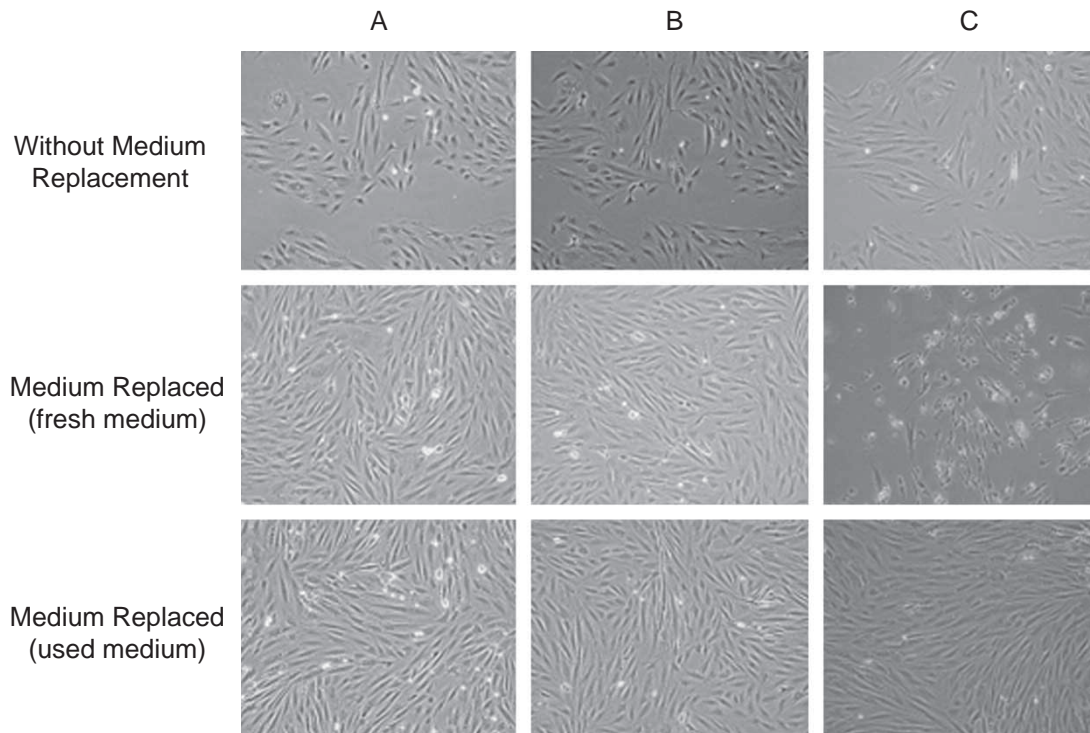 A
B
C
Without Medium
Replacement
Medium Replaced
(fresh medium)
Medium Replaced
(used medium)